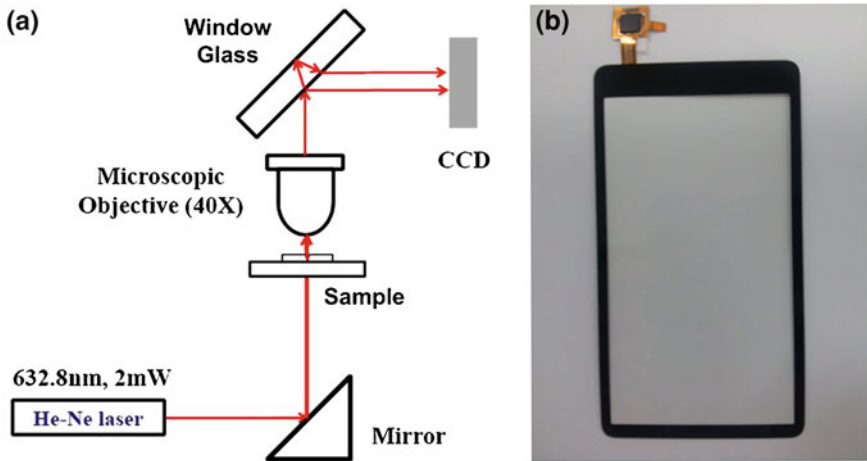 (a)
Window
Glass
CCD
Microscopic
Objective (40X)
Sample
632.8nm, 2mW
He-Ne laser
Mirror
(b)